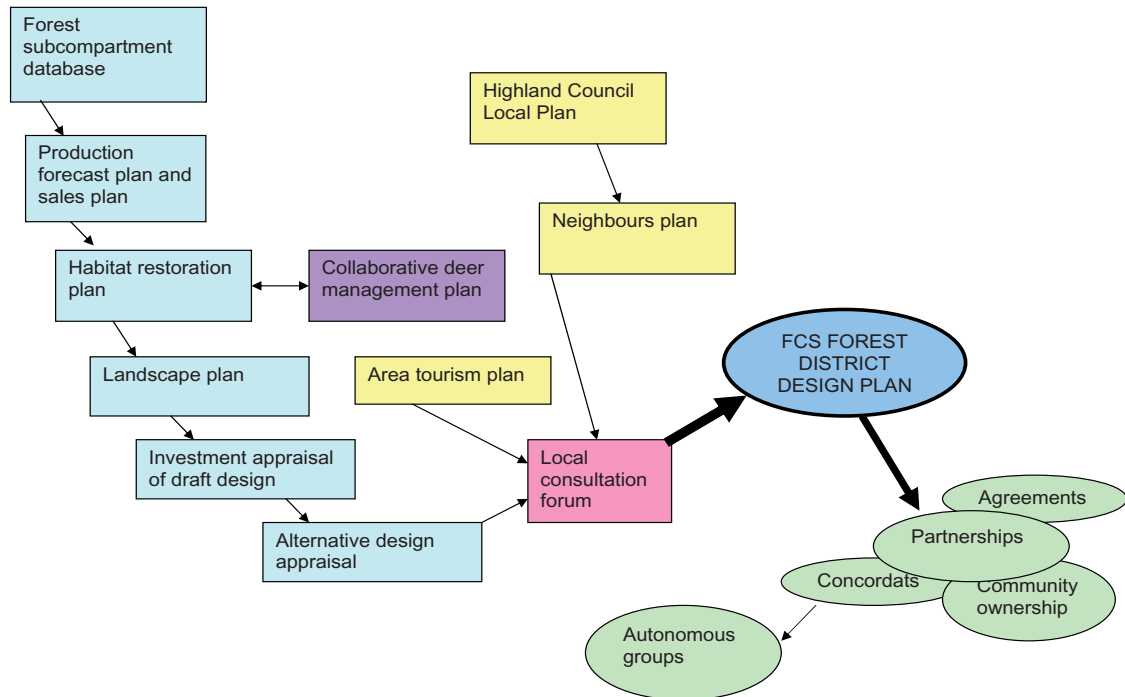 Forest
subcompartment
database
Production
forecast plan and
sales plan
Habitat restoration
plan
Collaborative deer
management plan
Landscape plan
Investment appraisal
of draft design
Alternative design
appraisal
Highland Council
Local Plan
Neighbours plan
Area tourism plan
Local
consultation
forum
FCS FOREST
DISTRICT
DESIGN PLAN
Agreements
Partnerships
Concordats
Community
ownership
Autonomous
groups